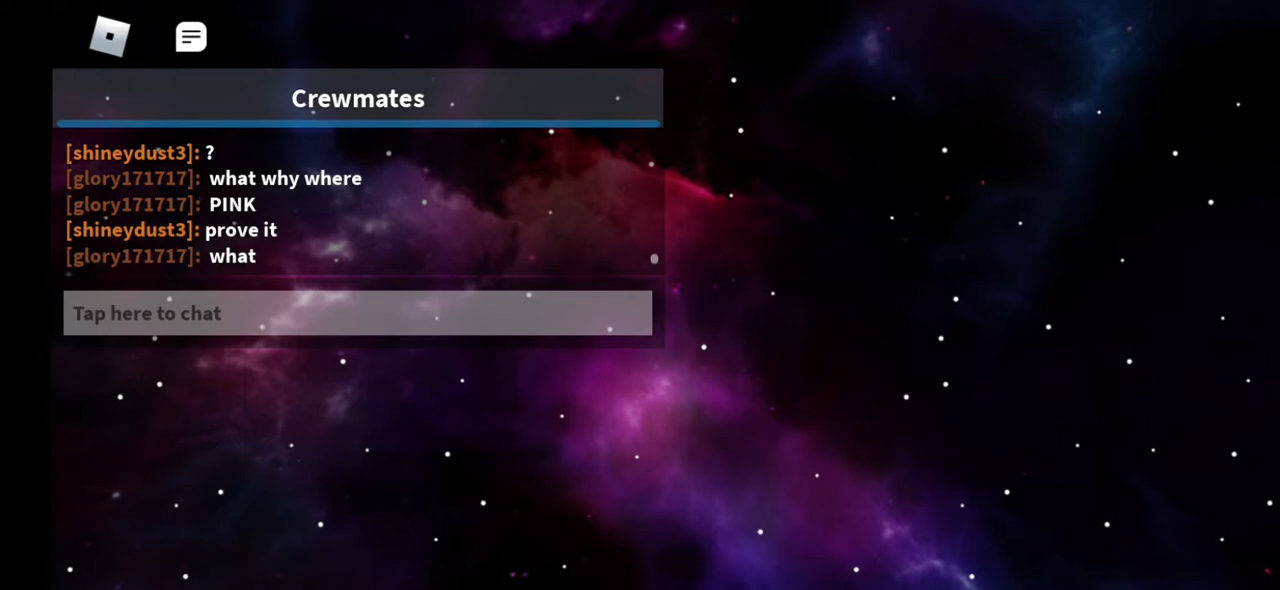 Crewmates
[shineydust3]: ?
[glory171717]: what why where
[glory171717]: PINK
[shineydust3]: prove it
[glory171717]: what
Tap here to chat